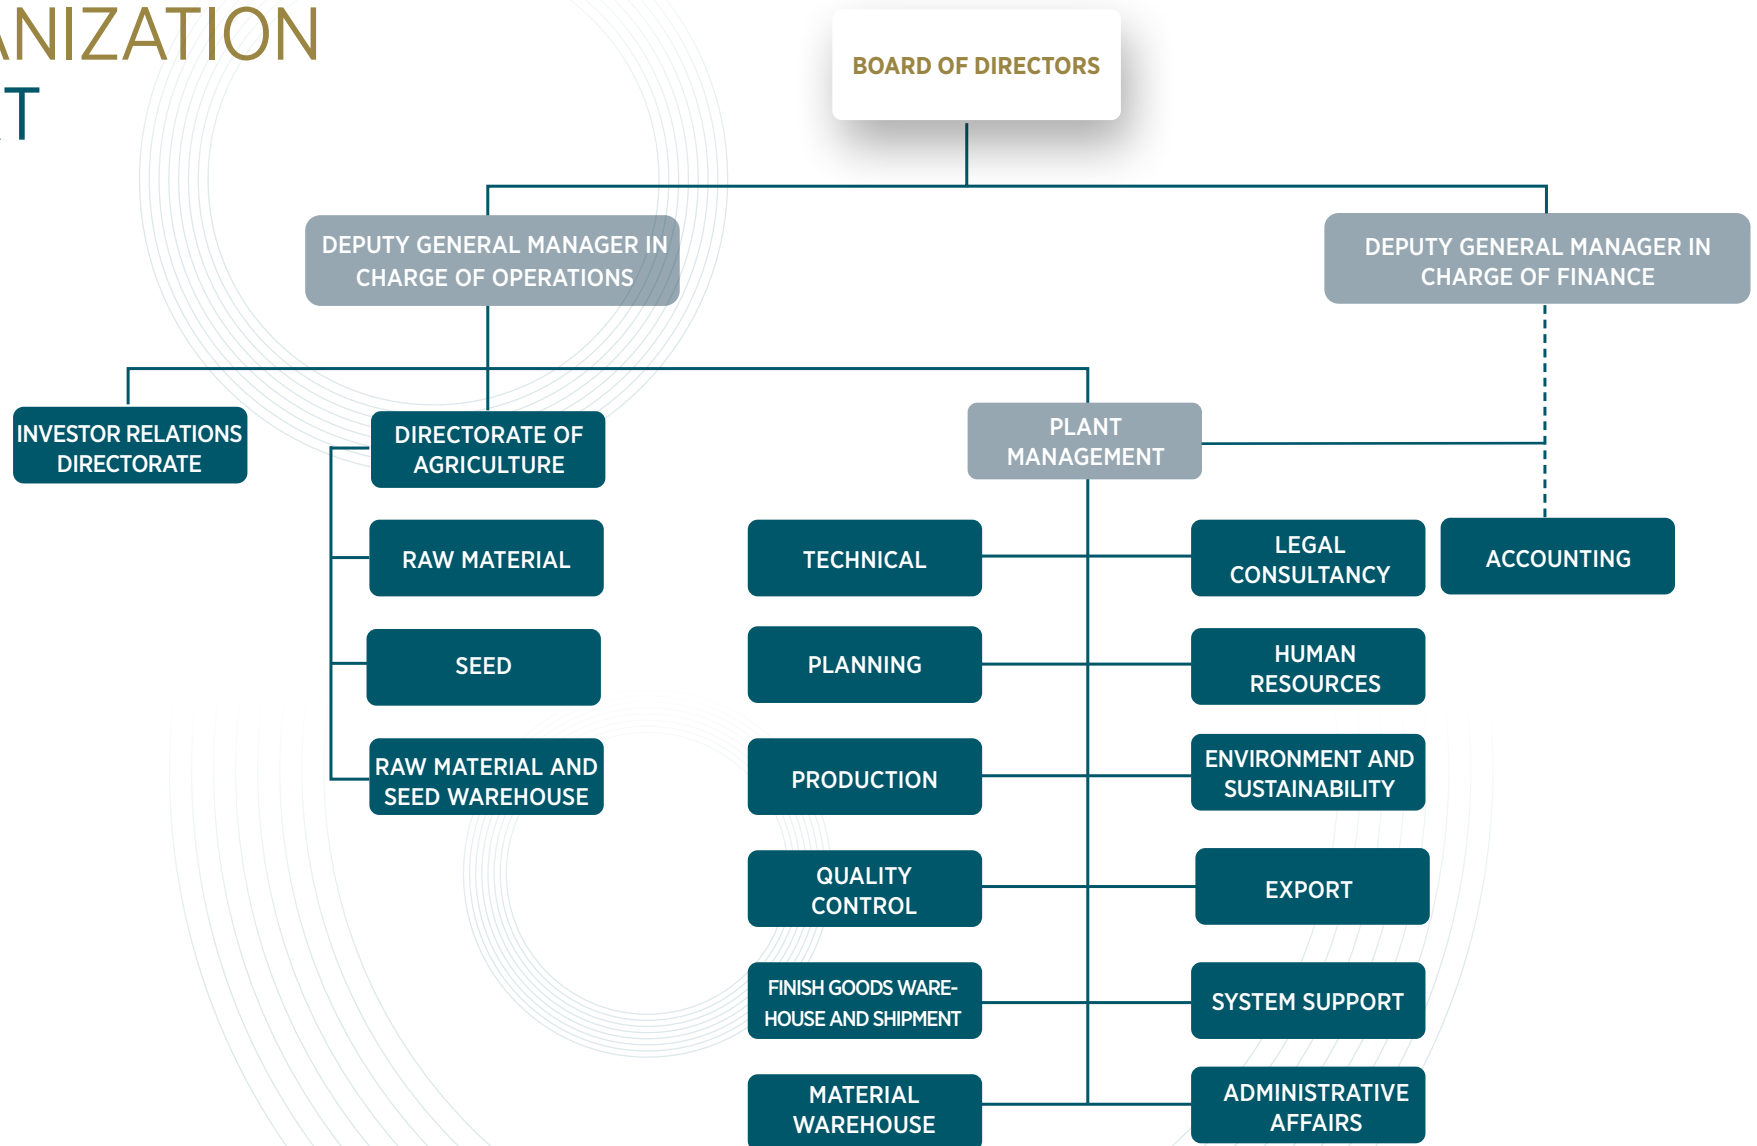 ANIZATION
RT
BOARD OF DIRECTORS
DEPUTY GENERAL MANAGER IN
CHARGE OF OPERATIONS
DEPUTY GENERAL MANAGER IN
CHARGE OF FINANCE
INVESTOR RELATIONS
DIRECTORATE
DIRECTORATE OF
AGRICULTURE
PLANT
MANAGEMENT
RAW MATERIAL
TECHNICAL
LEGAL
CONSULTANCY
ACCOUNTING
SEED
PLANNING
HUMAN
RESOURCES
RAW MATERIAL AND
SEED WAREHOUSE
PRODUCTION
ENVIRONMENT AND
SUSTAINABILITY
QUALITY
CONTROL
EXPORT
FINISH GOODS WARE-
HOUSE AND SHIPMENT
SYSTEM SUPPORT
MATERIAL
WAREHOUSE
ADMINISTRATIVE
AFFAIRS